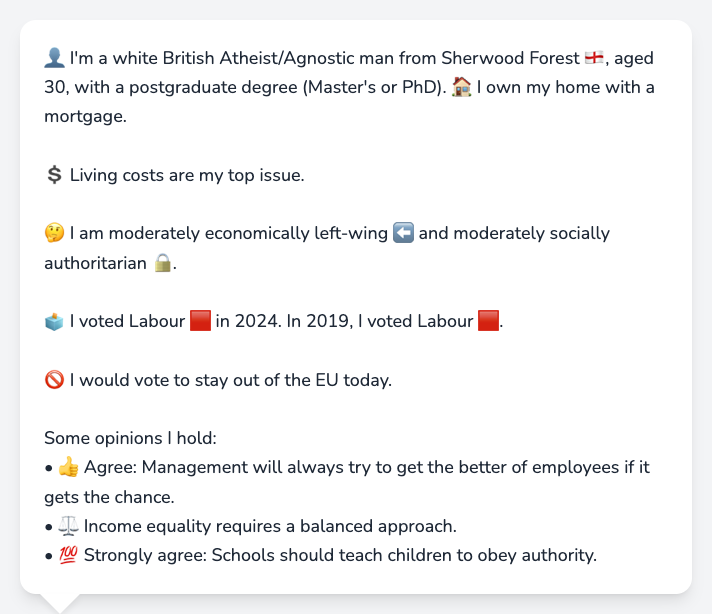 👤 I'm a white British Atheist/Agnostic man from Sherwood Forest 🏴󠁧󠁢󠁥󠁮󠁧󠁿, aged
30, with a postgraduate degree (Master's or PhD). 🏠 I own my home with a
mortgage.
💲 Living costs are my top issue.
🤔 I am moderately economically left-wing ⬅️ and moderately socially
authoritarian 🔒.
🗳️ I voted Labour 🟥 in 2024. In 2019, I voted Labour 🟥.
🚫 I would vote to stay out of the EU today.
Some opinions I hold:
• 👍 Agree: Management will always try to get the better of employees if it
gets the chance.
• ⚖️ Income equality requires a balanced approach.
• 💯 Strongly agree: Schools should teach children to obey authority.